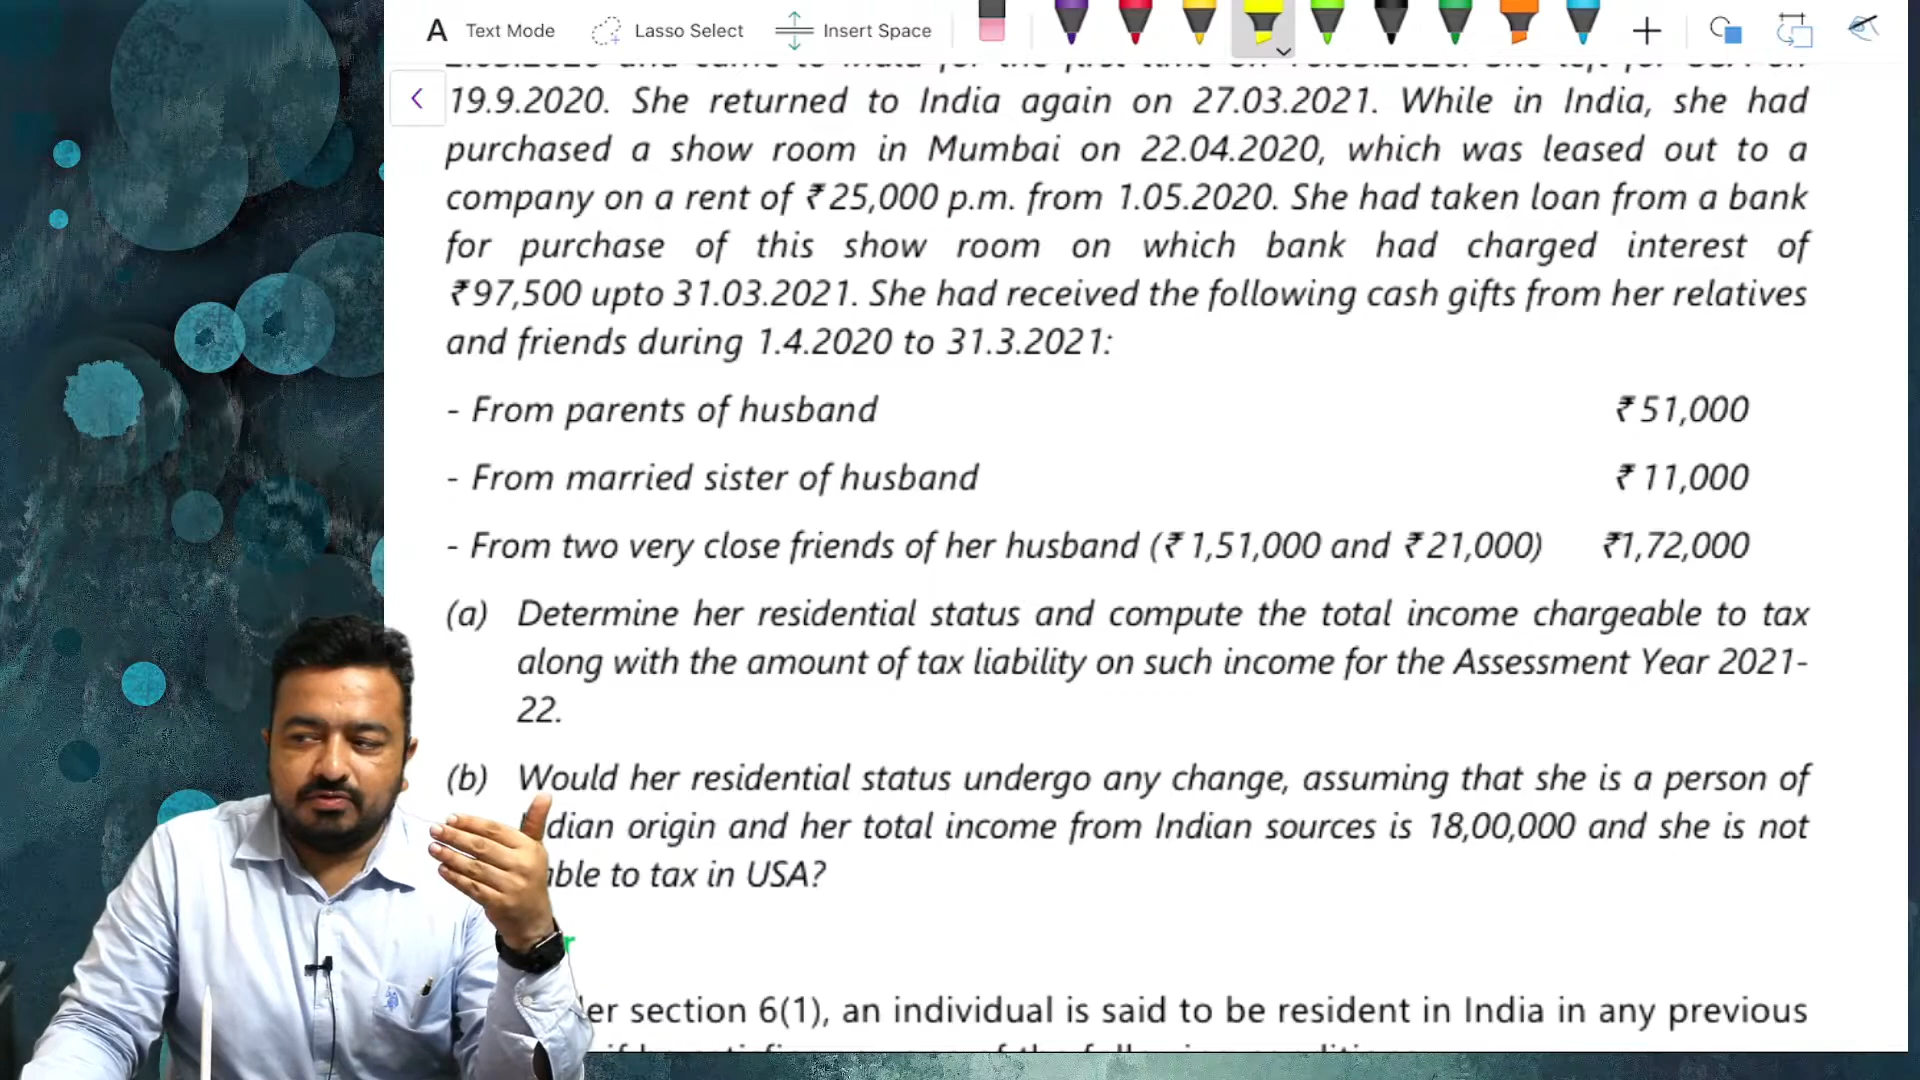 A Text Mode Lasso Select Insert Space
19.9.2020. She returned to India again on 27.03.2021. While in India, she had
purchased a show room in Mumbai on 22.04.2020, which was leased out to a
company on a rent of ₹ 25,000 p.m. from 1.05.2020. She had taken loan from a bank
for purchase of this show room on which bank had charged interest of
₹ 97,500 upto 31.03.2021. She had received the following cash gifts from her relatives
and friends during 1.4.2020 to 31.3.2021:
- From parents of husband ₹ 51,000
- From married sister of husband ₹ 11,000
- From two very close friends of her husband (₹ 1,51,000 and ₹ 21,000) ₹1,72,000
(a) Determine her residential status and compute the total income chargeable to tax
along with the amount of tax liability on such income for the Assessment Year 2021-
22.
(b) Would her residential status undergo any change, assuming that she is a person of
origin and her total income from Indian sources is 18,00,000 and she is not
to tax in USA?
section 6(1), an individual is said to be resident in India in any previous